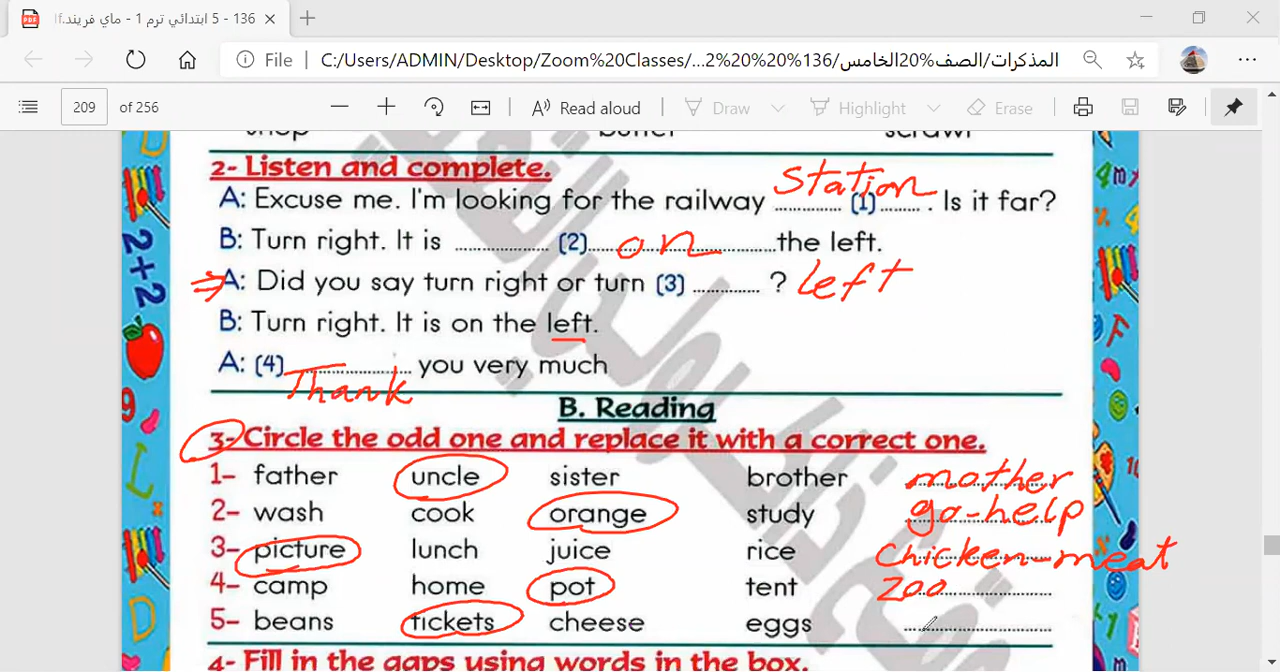 136 - 5 ابتدائي ترم 1 - ماي فريند.f
File | C:/Users/ADMIN/Desktop/Zoom%20Classes/...المذكرات/الصف%20الخامس/136%20%20%2
209 of 256 Read aloud Draw Highlight Erase
shop butter scrawl
2- Listen and complete.
A: Excuse me. I'm looking for the railway ............ (1) ........ . Is it far? station
B: Turn right. It is ................ (2) ................ the left. on
A: Did you say turn right or turn (3) ............ ? left
B: Turn right. It is on the left.
A: (4) .................... you very much Thank
B. Reading
3- Circle the odd one and replace it with a correct one.
1- father uncle sister brother mother
2- wash cook orange study go-help
3- picture lunch juice rice chicken-meat
4- camp home pot tent zoo
5- beans tickets cheese eggs ....................
4- Fill in the gaps using words in the box.